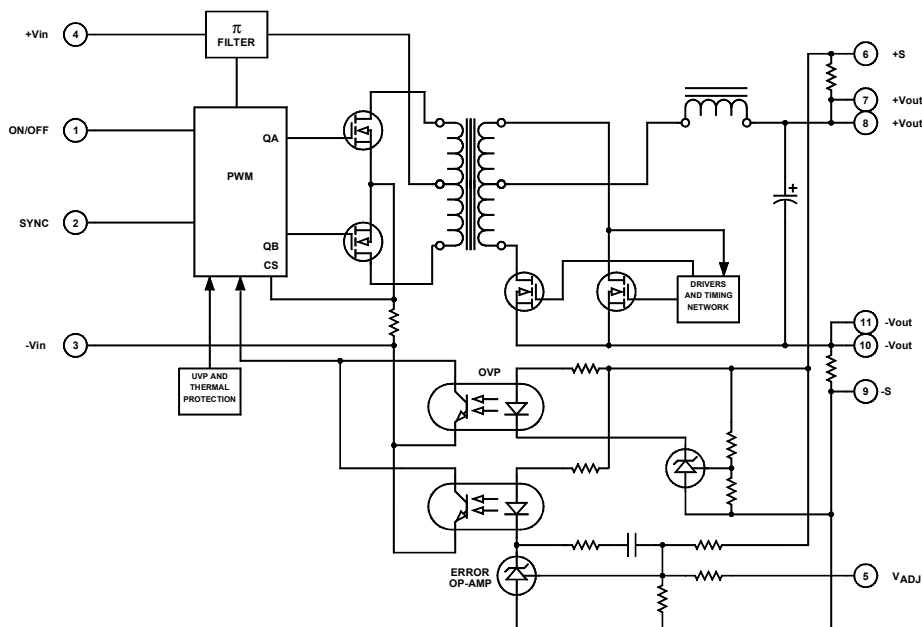 +Vin
4
π
FILTER
6
+S
7
+Vout
ON/OFF
1
8
+Vout
QA
PWM
SYNC
2
QB
CS
DRIVERS
AND TIMING
NETWORK
11
-Vout
-Vin
3
10
-Vout
UVP AND
THERMAL
PROTECTION
OVP
9
-S
+
ERROR
OP-AMP
5
VADJ